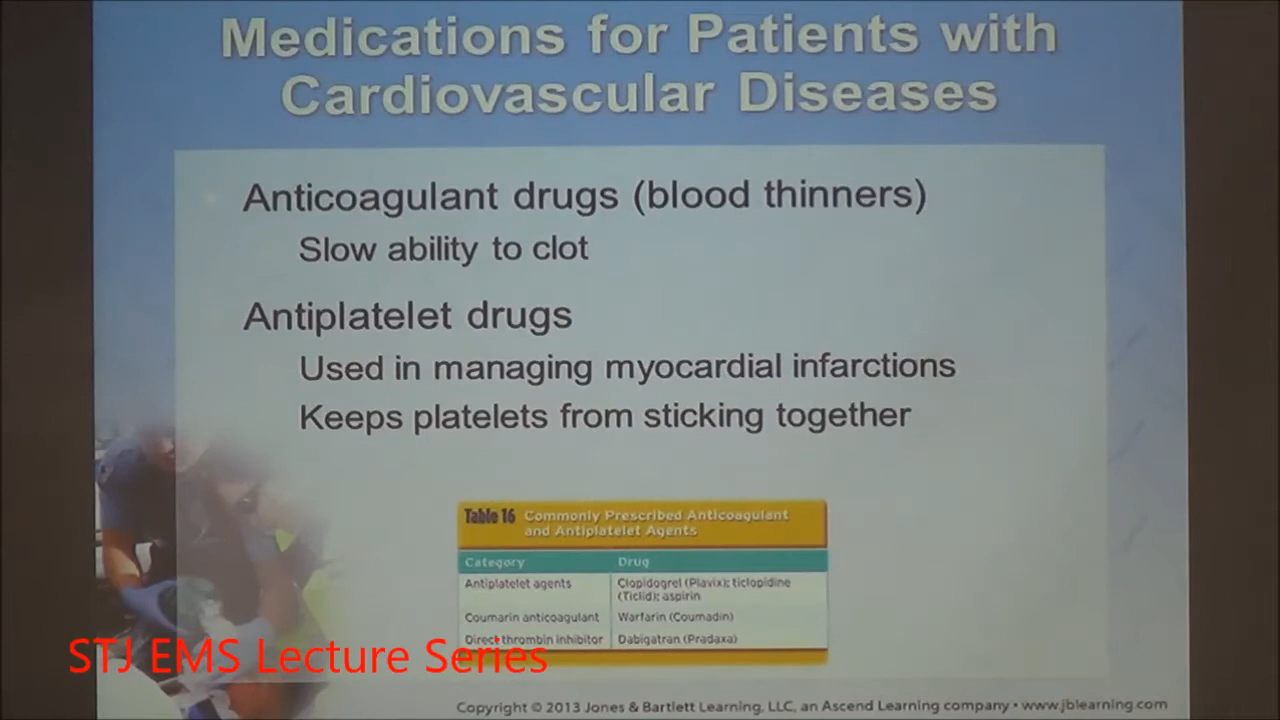 Medications for Patients with
Cardiovascular Diseases
Anticoagulant drugs (blood thinners)
Slow ability to clot
Antiplatelet drugs
Used in managing myocardial infarctions
Keeps platelets from sticking together
Table 16 Commonly Prescribed Anticoagulant
and Antiplatelet Agents
Category Drug
Antiplatelet agents Clopidogrel (Plavix); ticlopidine
(Ticlid); aspirin
Coumarin anticoagulant Warfarin (Coumadin)
Direct thrombin inhibitor Dabigatran (Pradaxa)
STJ EMS Lecture Series
Copyright © 2013 Jones & Bartlett Learning, LLC, an Ascend Learning company • www.jblearning.com